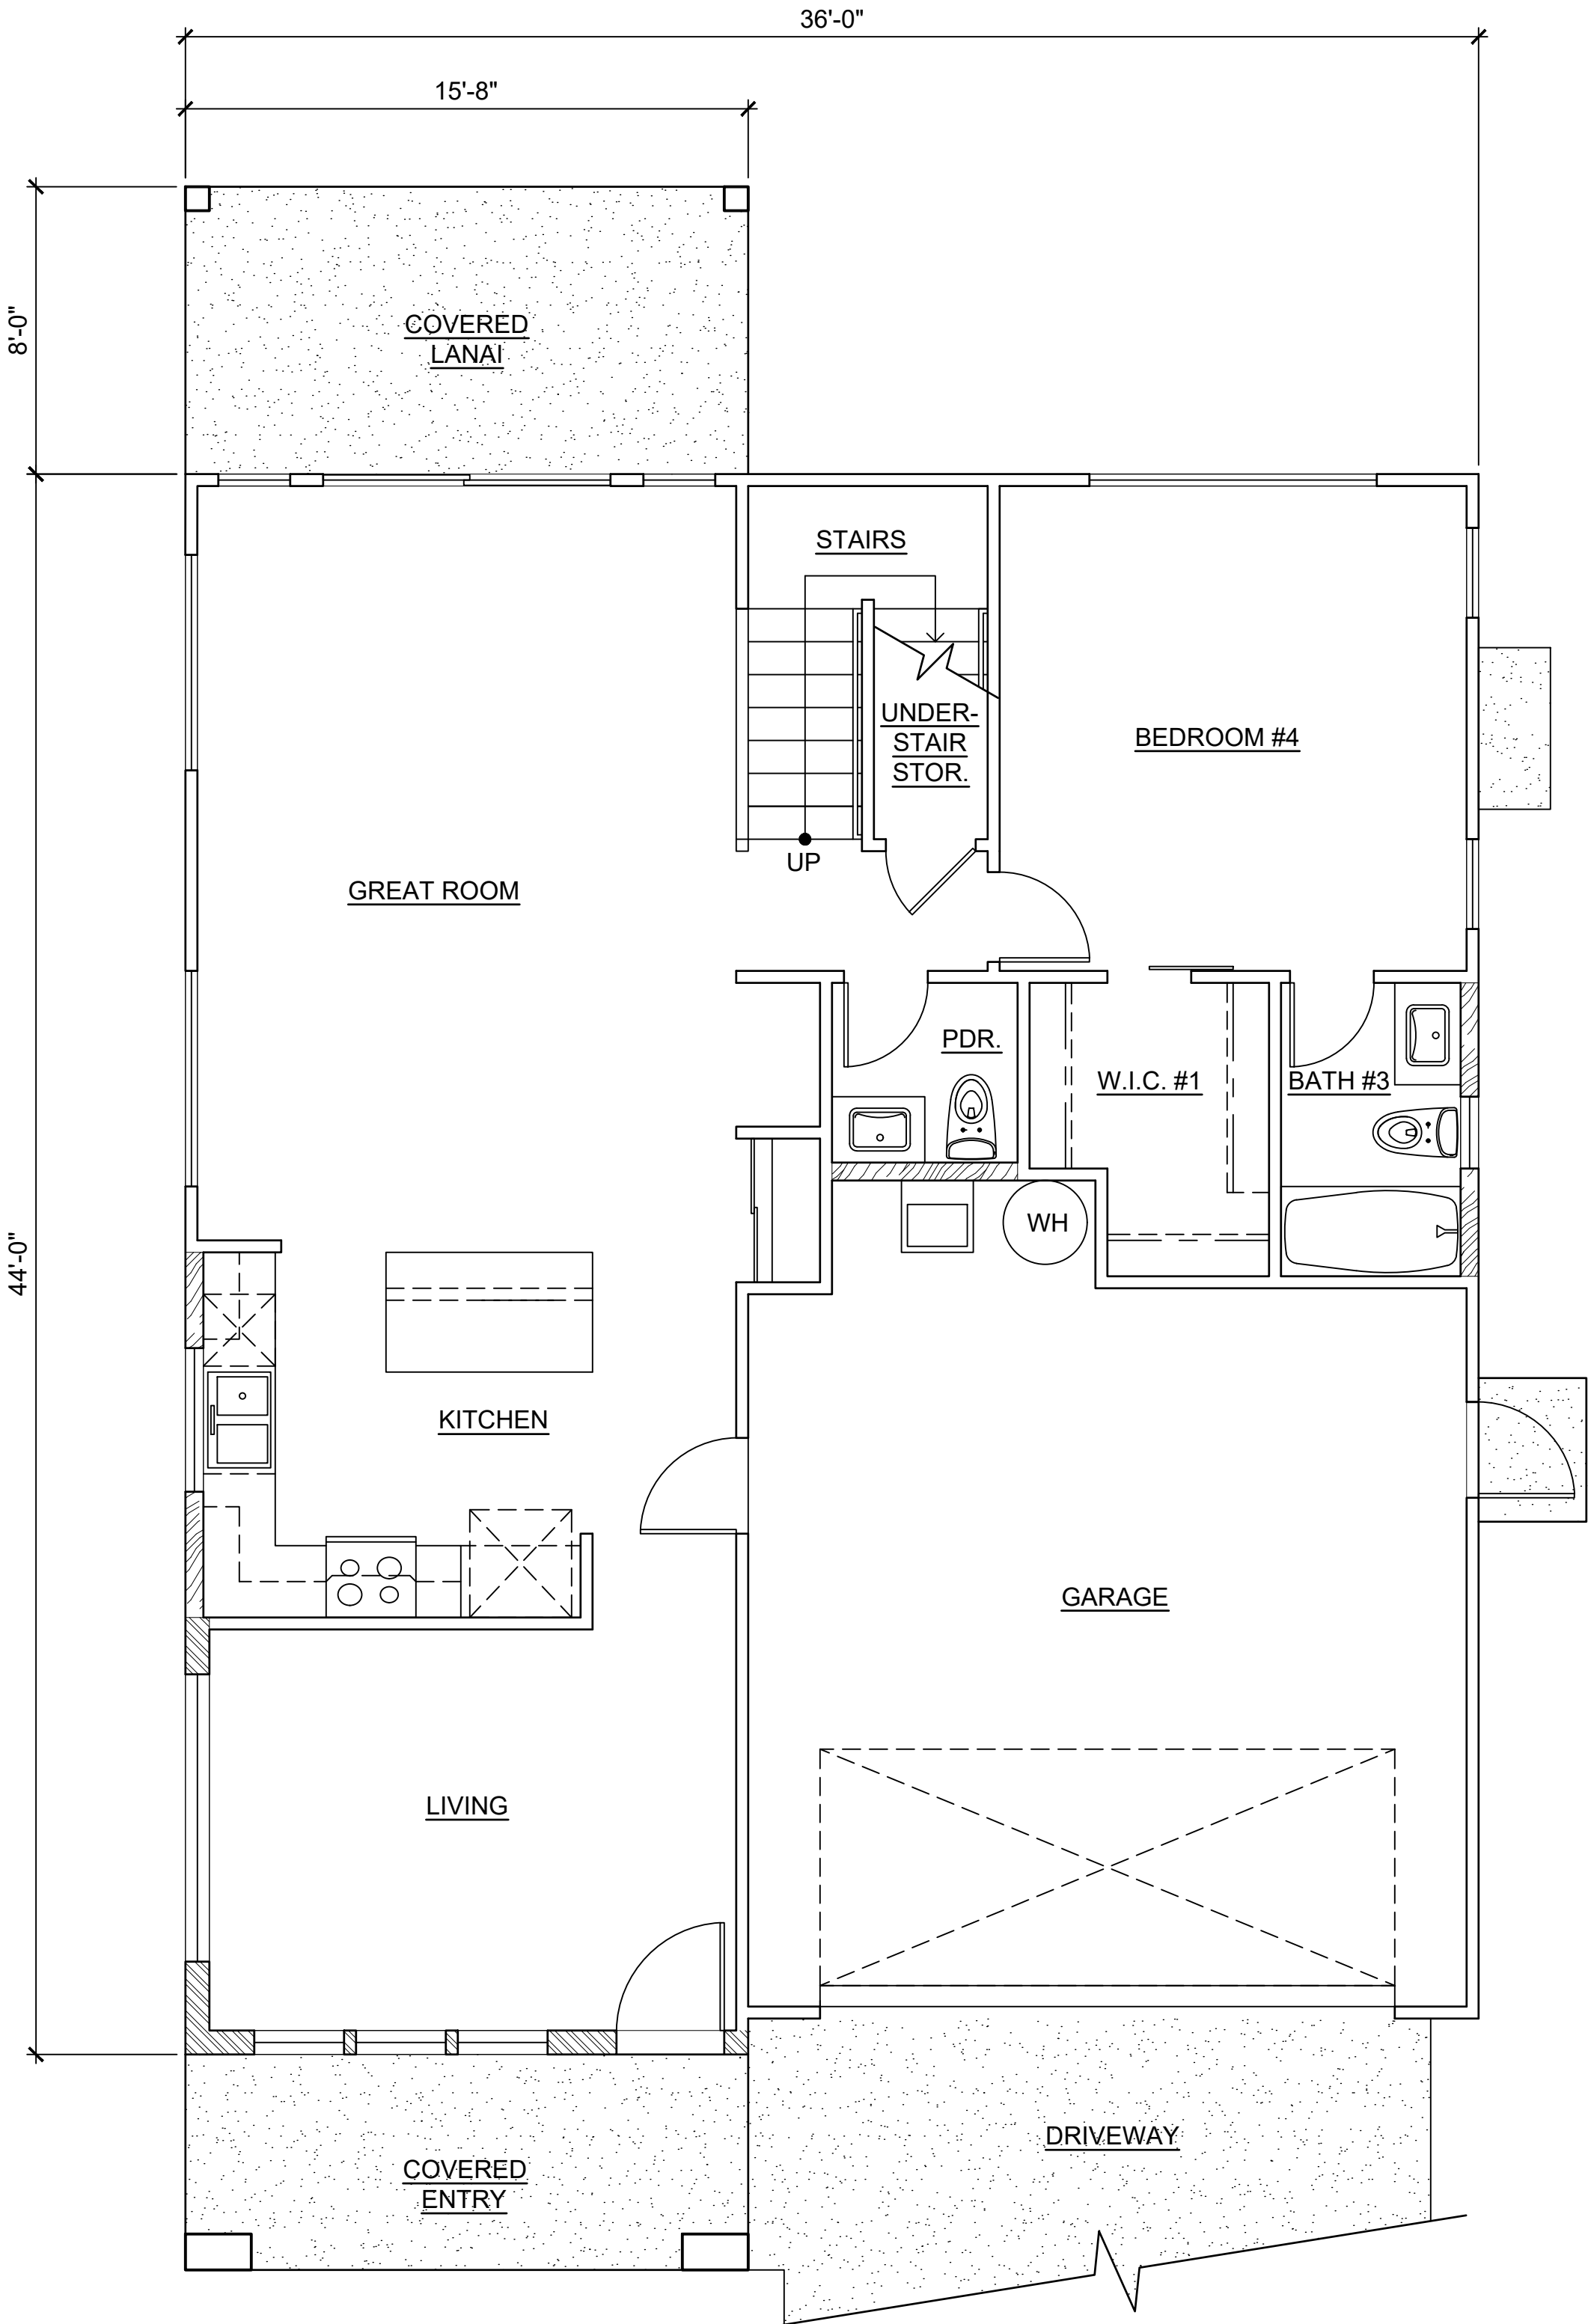 36'-0"
15'-8"
8'-0"
COVERED
LANAI
STAIRS
UNDER-
STAIR
STOR.
BEDROOM #4
UP
GREAT ROOM
PDR.
W.I.C. #1
BATH #3
WH
44'-0"
KITCHEN
GARAGE
LIVING
DRIVEWAY
COVERED
ENTRY